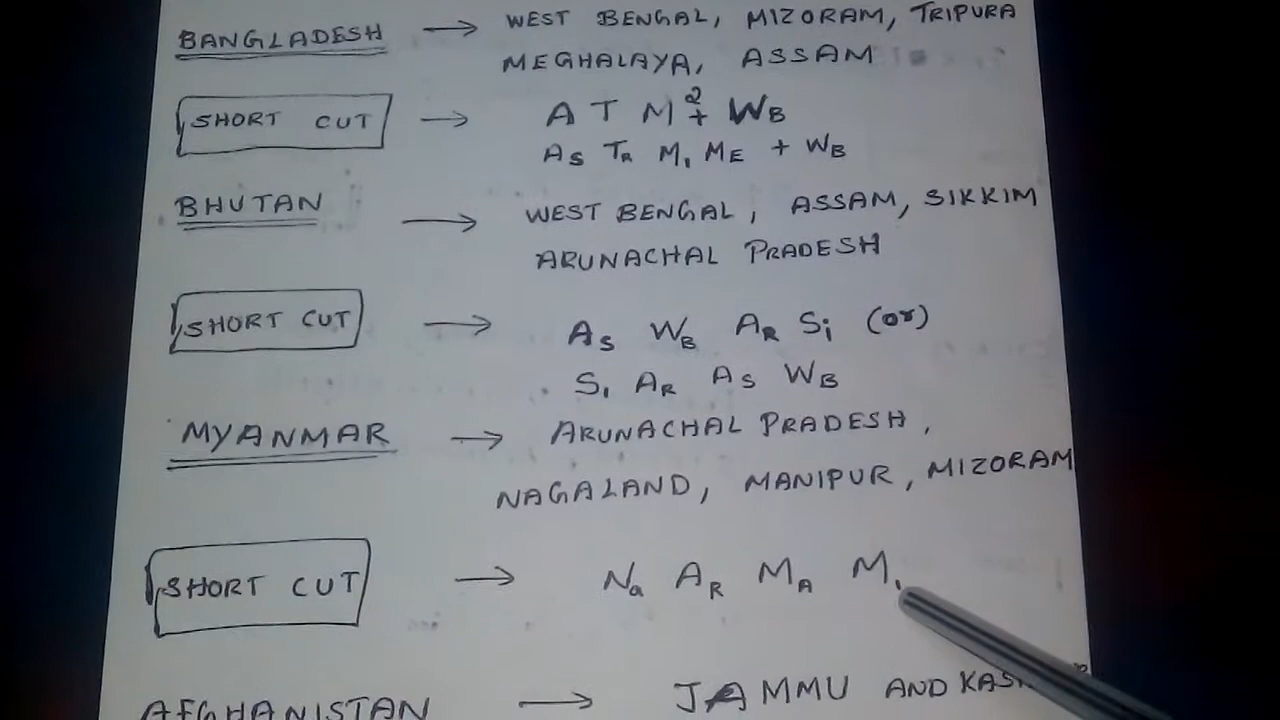 BANGLADESH → WEST BENGAL, MIZORAM, TRIPURA
MEGHALAYA, ASSAM
SHORT CUT → A T M² + WB
As TR Mi ME + WB
BHUTAN → WEST BENGAL, ASSAM, SIKKIM
ARUNACHAL PRADESH
SHORT CUT → As WB AR Si (or)
Si AR As WB
MYANMAR → ARUNACHAL PRADESH,
NAGALAND, MANIPUR, MIZORAM
SHORT CUT → Na AR MA Mi
AFGHANISTAN → JAMMU AND